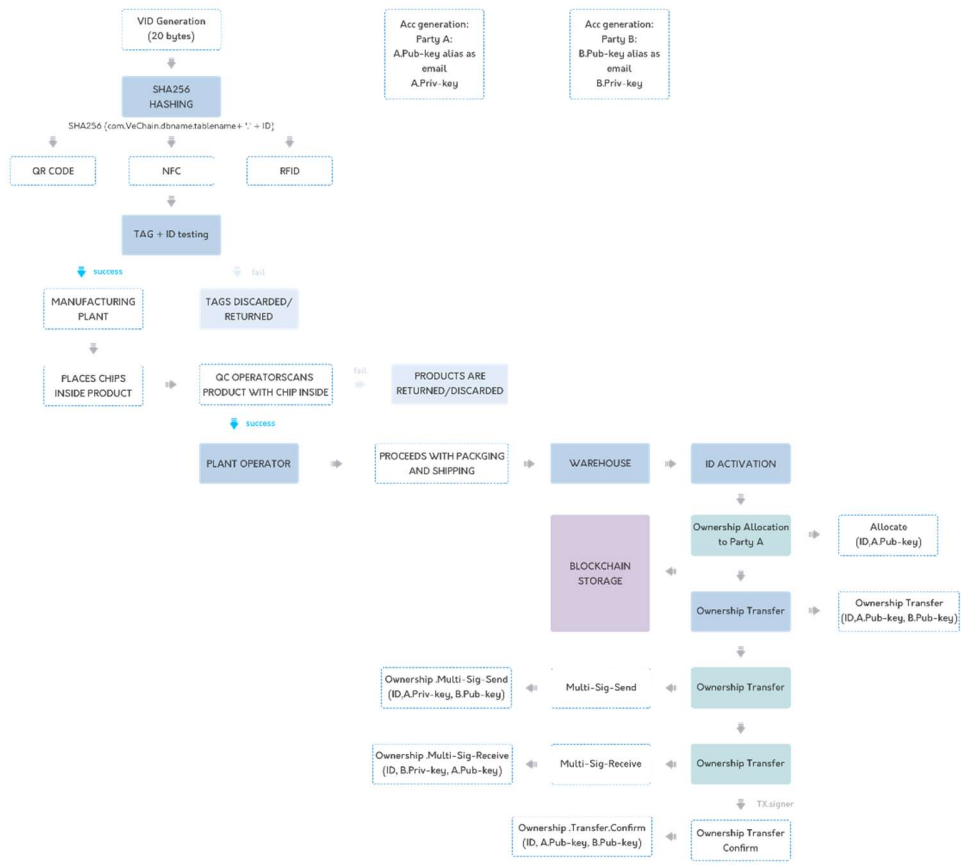 VID Generation
(20 bytes)
Acc generation:
Party A:
A.Pub-key alias as
email
A.Priv-key
Acc generation:
Party B:
B.Pub-key alias as
email
B.Priv-key
SHA256
HASHING
SHA256 {com.VeChain.dbname.tablename+ '.' + ID}
QR CODE
NFC
RFID
TAG + ID testing
success
fail
MANUFACTURING
PLANT
TAGS DISCARDED/
RETURNED
PLACES CHIPS
INSIDE PRODUCT
QC OPERATORSCANS
PRODUCT WITH CHIP INSIDE
fail
PRODUCTS ARE
RETURNED/DISCARDED
success
PLANT OPERATOR
PROCEEDS WITH PACKGING
AND SHIPPING
WAREHOUSE
ID ACTIVATION
Ownership Allocation
to Party A
Allocate
(ID,A.Pub-key)
BLOCKCHAIN
STORAGE
Ownership Transfer
Ownership Transfer
(ID,A.Pub-key, B.Pub-key)
Ownership .Multi-Sig-Send
(ID,A.Priv-key, B.Pub-key)
Multi-Sig-Send
Ownership Transfer
Ownership .Multi-Sig-Receive
(ID, B.Priv-key, A.Pub-key)
Multi-Sig-Receive
Ownership Transfer
TX.signer
Ownership .Transfer.Confirm
(ID, A.Pub-key, B.Pub-key)
Ownership Transfer
Confirm